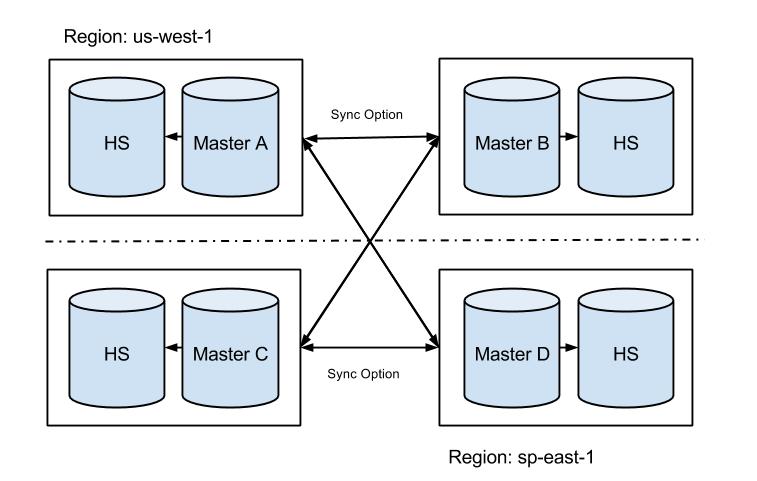 Region: us-west-1
Sync Option
HS
Master A
Master B
HS
HS
Master C
Master D
HS
Sync Option
Region: sp-east-1